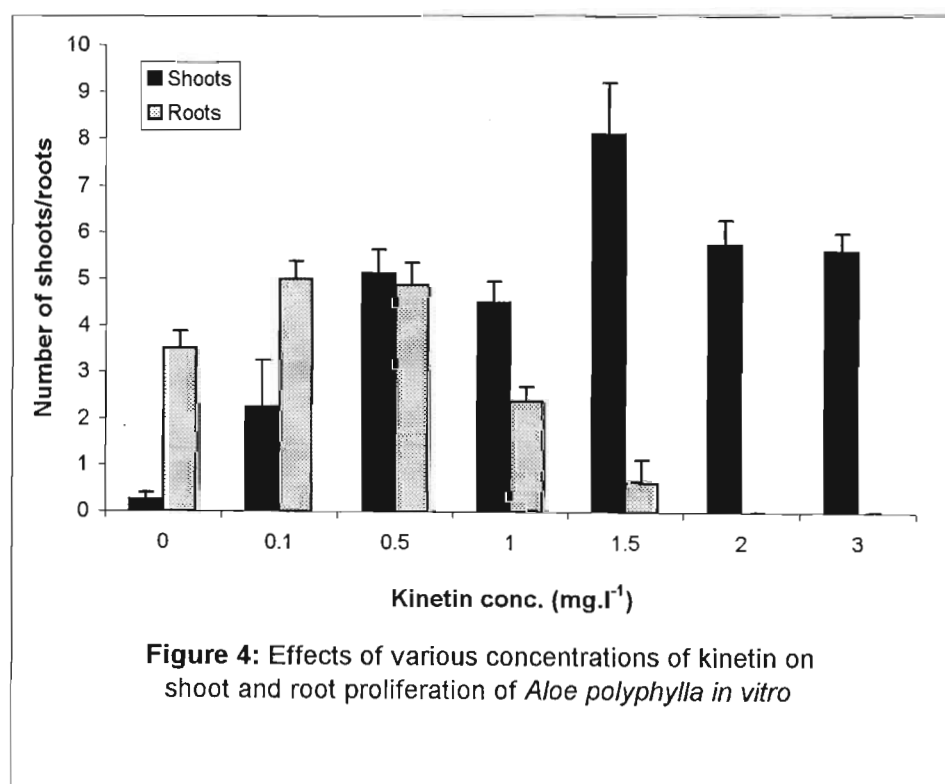 10
9
8
7
6
5
4
3
2
1
0
Number of shoots/roots
Shoots
Roots
0 0.1 0.5 1 1.5 2 3
Kinetin conc. (mg.l⁻¹)
Figure 4: Effects of various concentrations of kinetin on
shoot and root proliferation of Aloe polyphylla in vitro